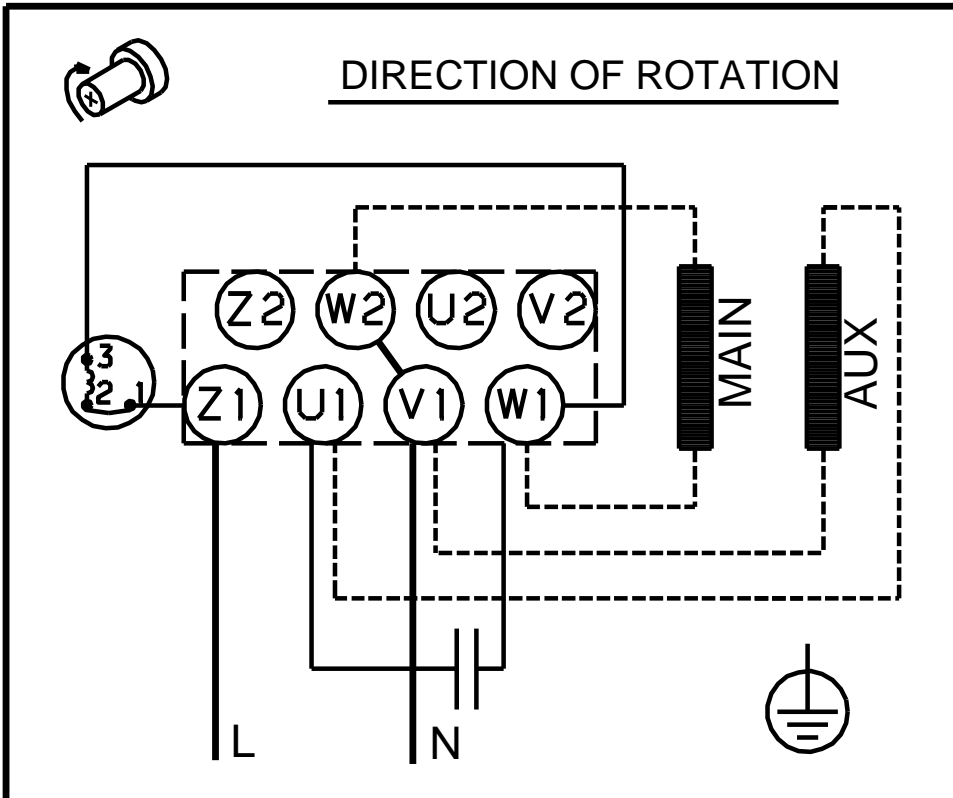 DIRECTION OF ROTATION
Z2 W2 U2 V2
3
2 1
Z1 U1 V1 W1
MAIN
AUX
L N